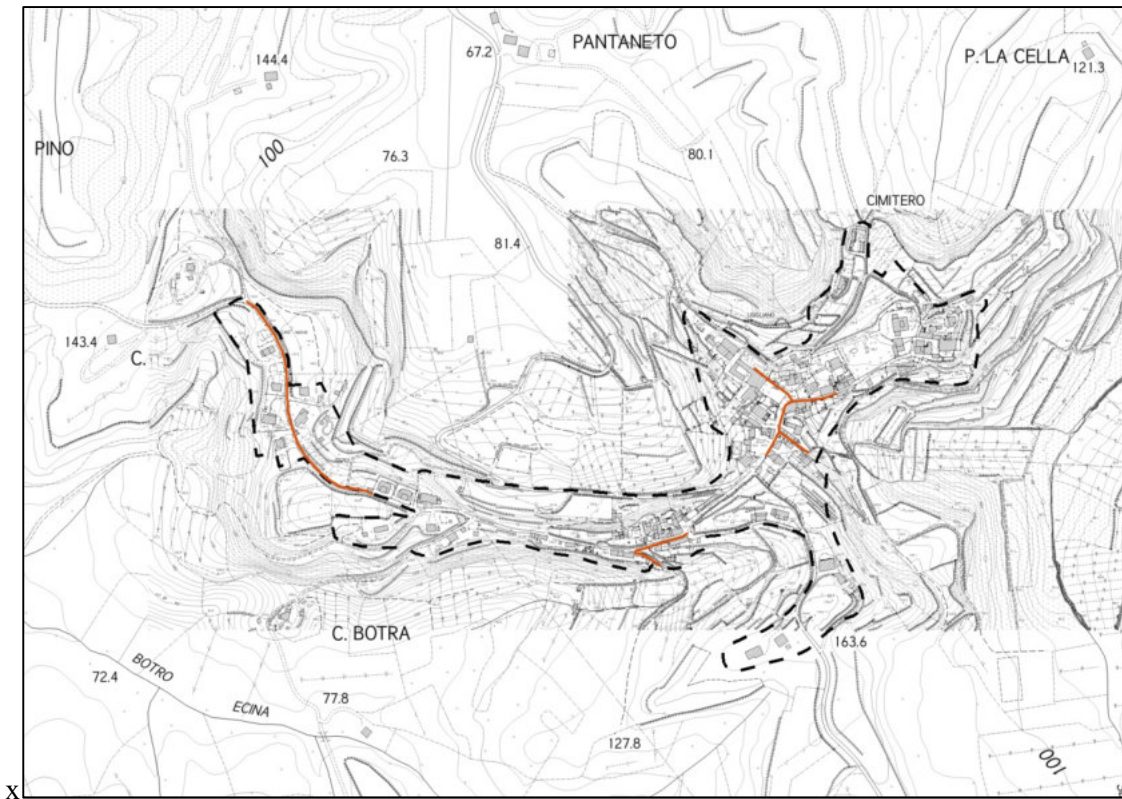 PANTANETO
67.2
P. LA CELLA
121.3
144.4
PINO
100
76.3
80.1
CIMITERO
81.4
143.4
C.
C. BOTRA
163.6
BOTRO
72.4
77.8
ECINA
127.8
100
x